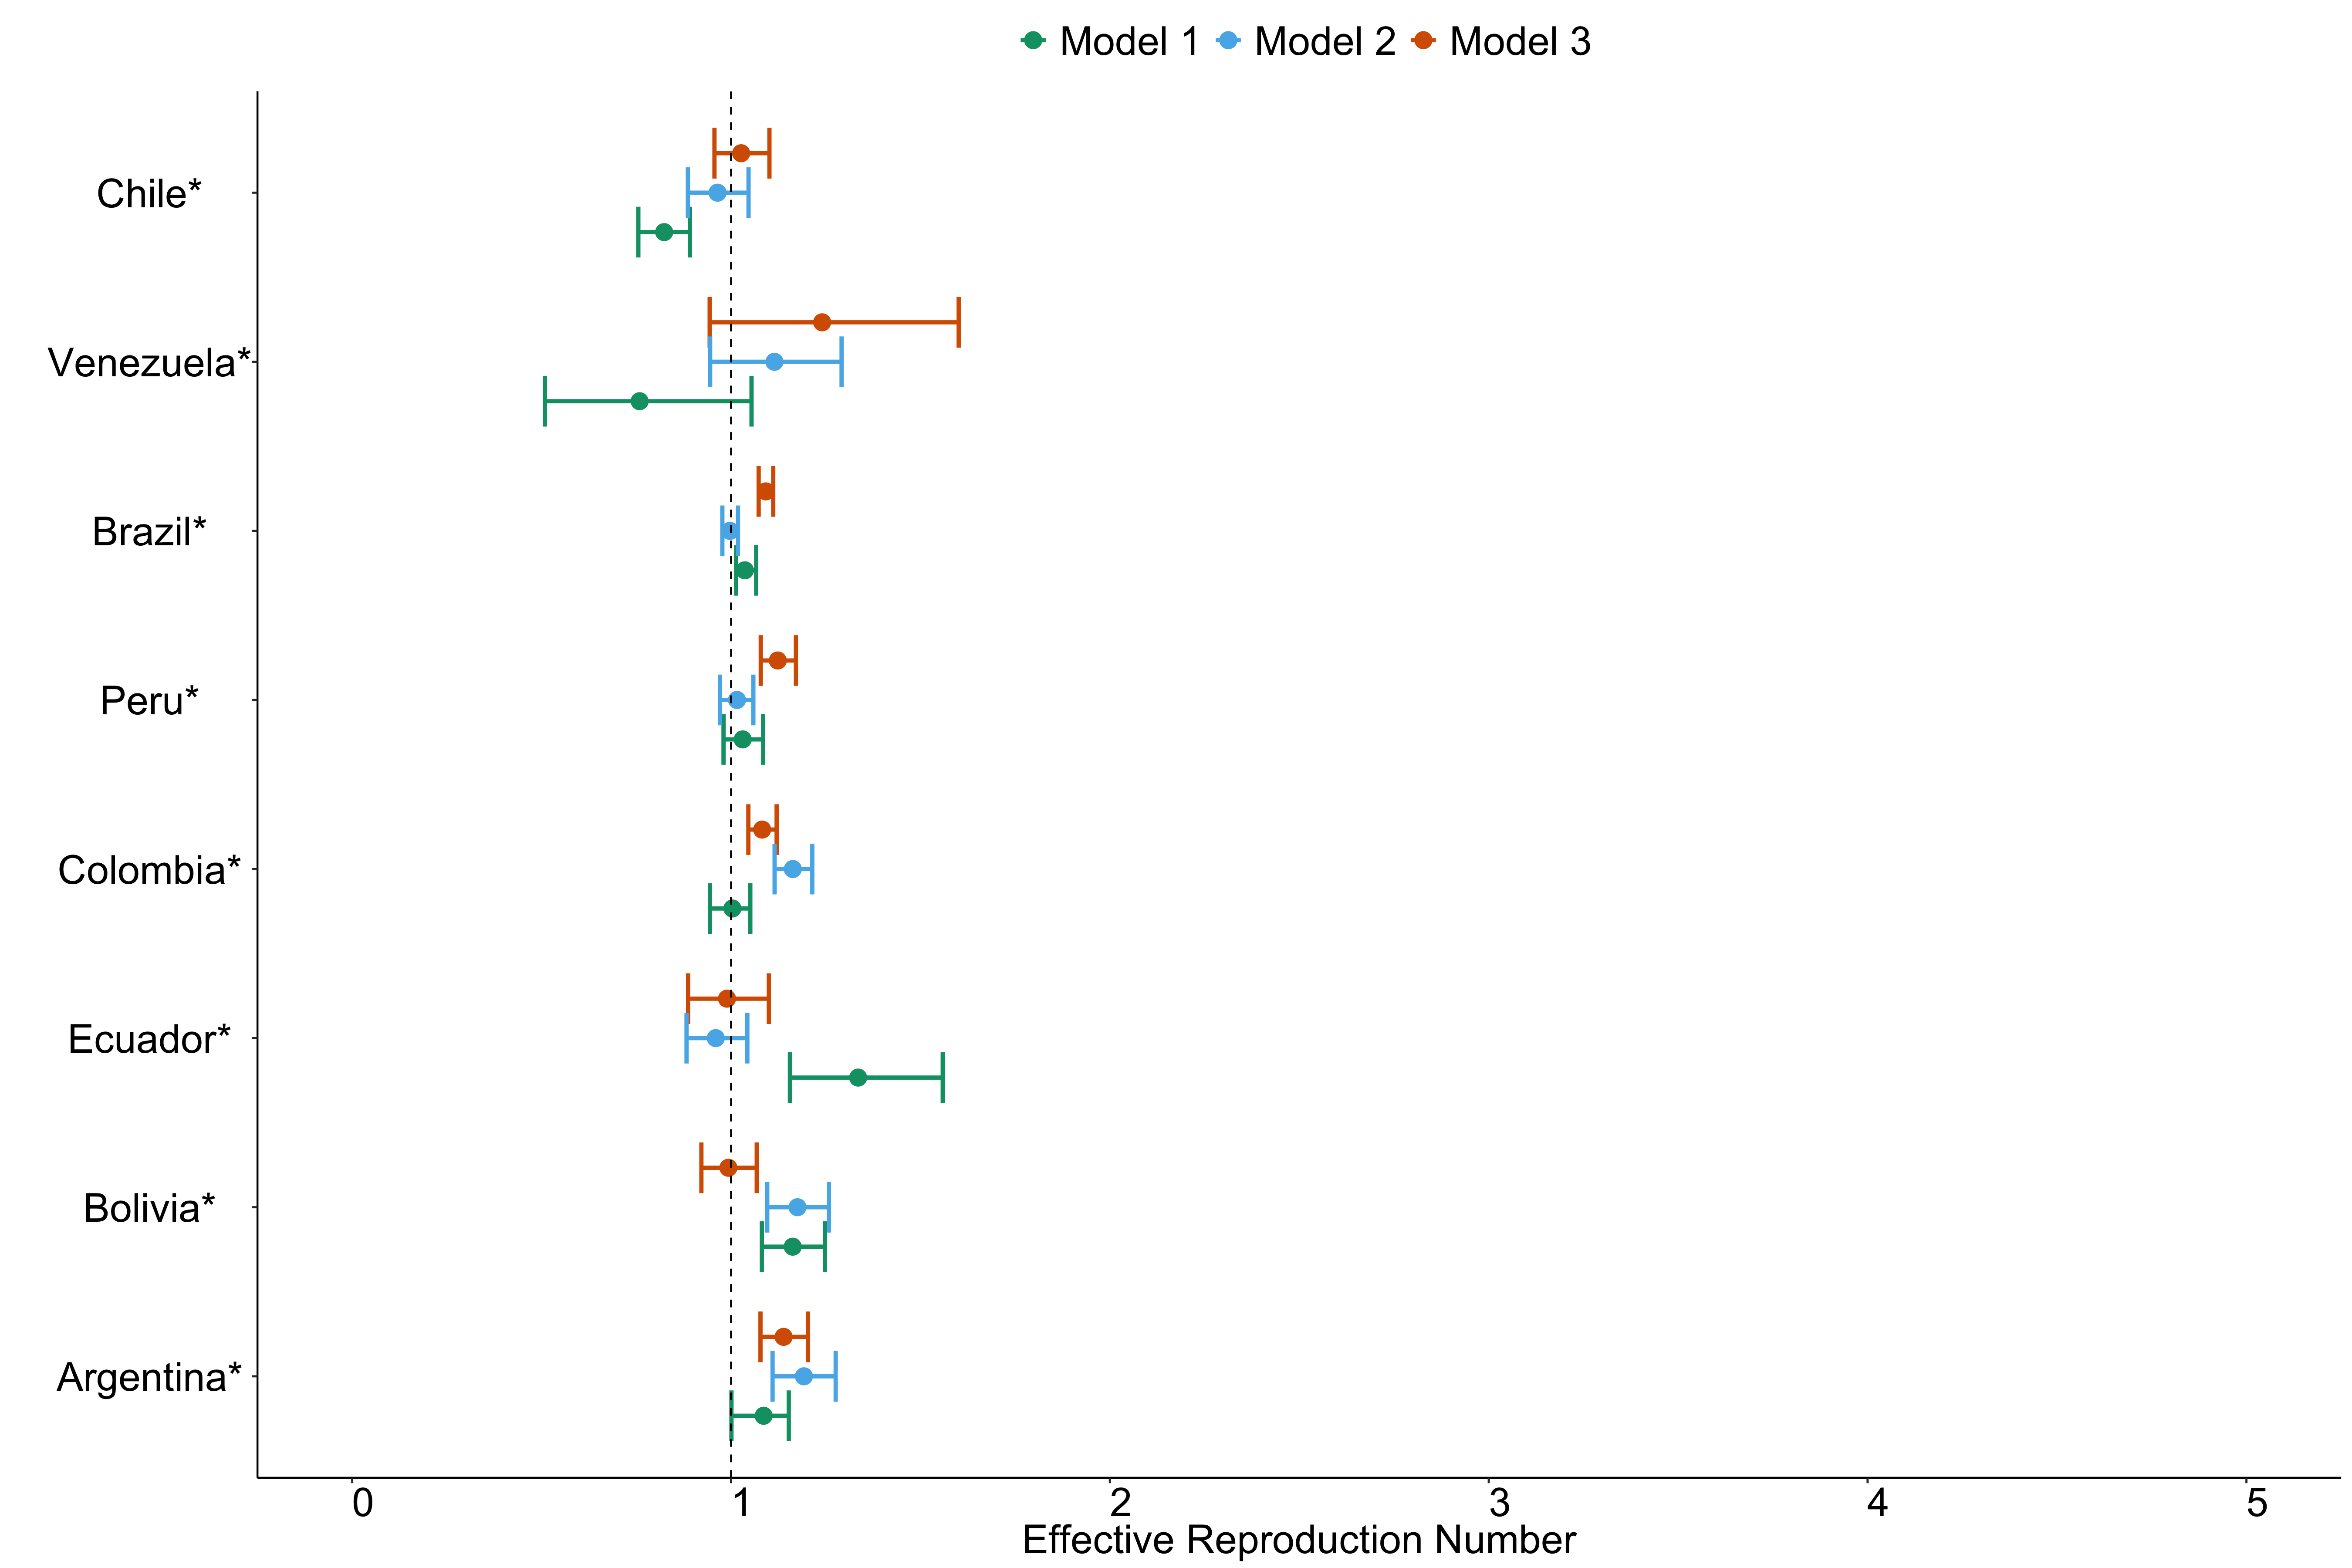 Model 1 Model 2 Model 3
Chile*
Venezuela*
Brazil*
Peru*
Colombia*
Ecuador*
Bolivia*
Argentina*
0 1 2 3 4 5
Effective Reproduction Number